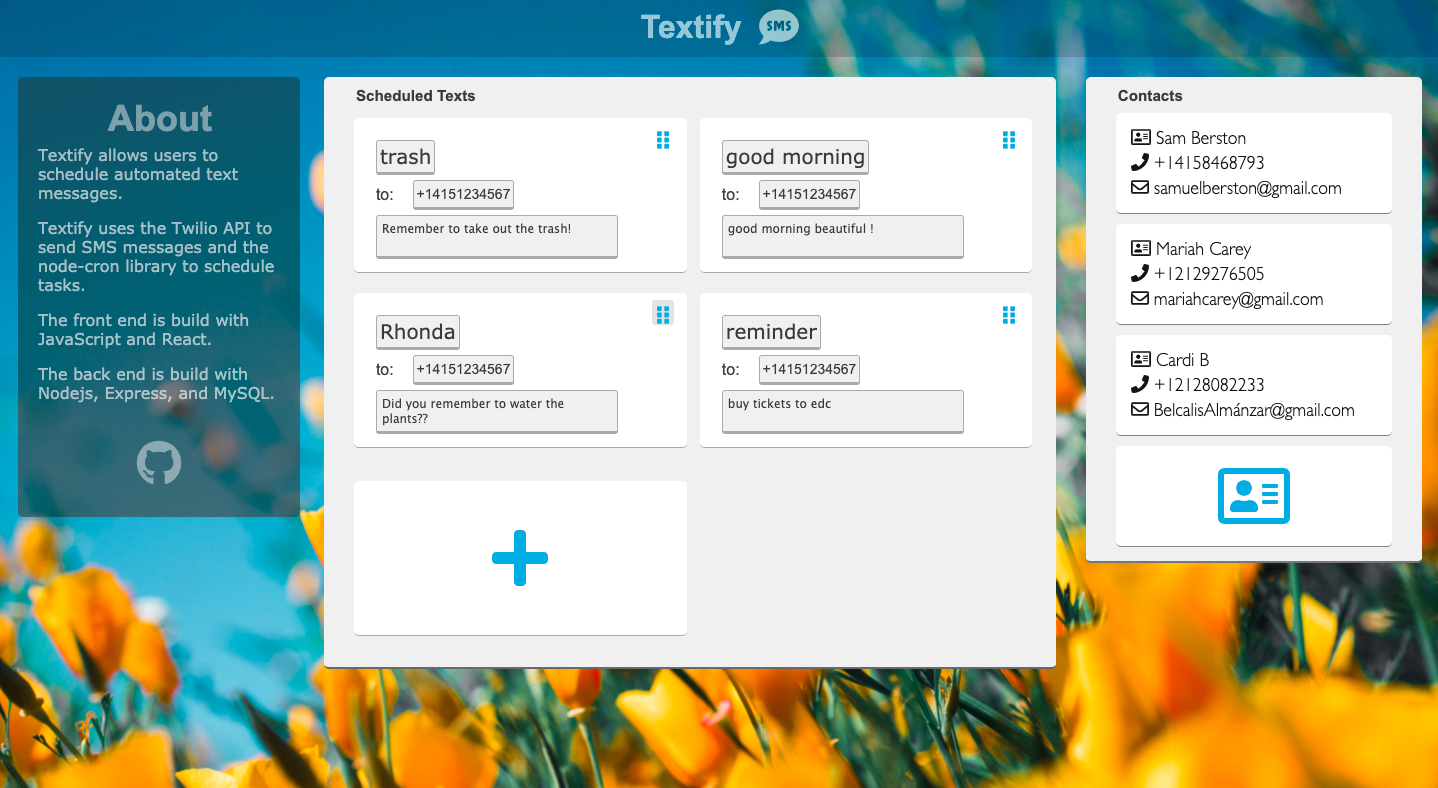 Textify SMS
About
Textify allows users to
schedule automated text
messages.
Textify uses the Twilio API to
send SMS messages and the
node-cron library to schedule
tasks.
The front end is build with
JavaScript and React.
The back end is build with
Nodejs, Express, and MySQL.
Scheduled Texts
trash
to: +14151234567
Remember to take out the trash!
good morning
to: +14151234567
good morning beautiful !
Rhonda
to: +14151234567
Did you remember to water the
plants??
reminder
to: +14151234567
buy tickets to edc
Contacts
Sam Berston
+14158468793
samuelberston@gmail.com
Mariah Carey
+12129276505
mariahcarey@gmail.com
Cardi B
+12128082233
BelcalisAlmánzar@gmail.com